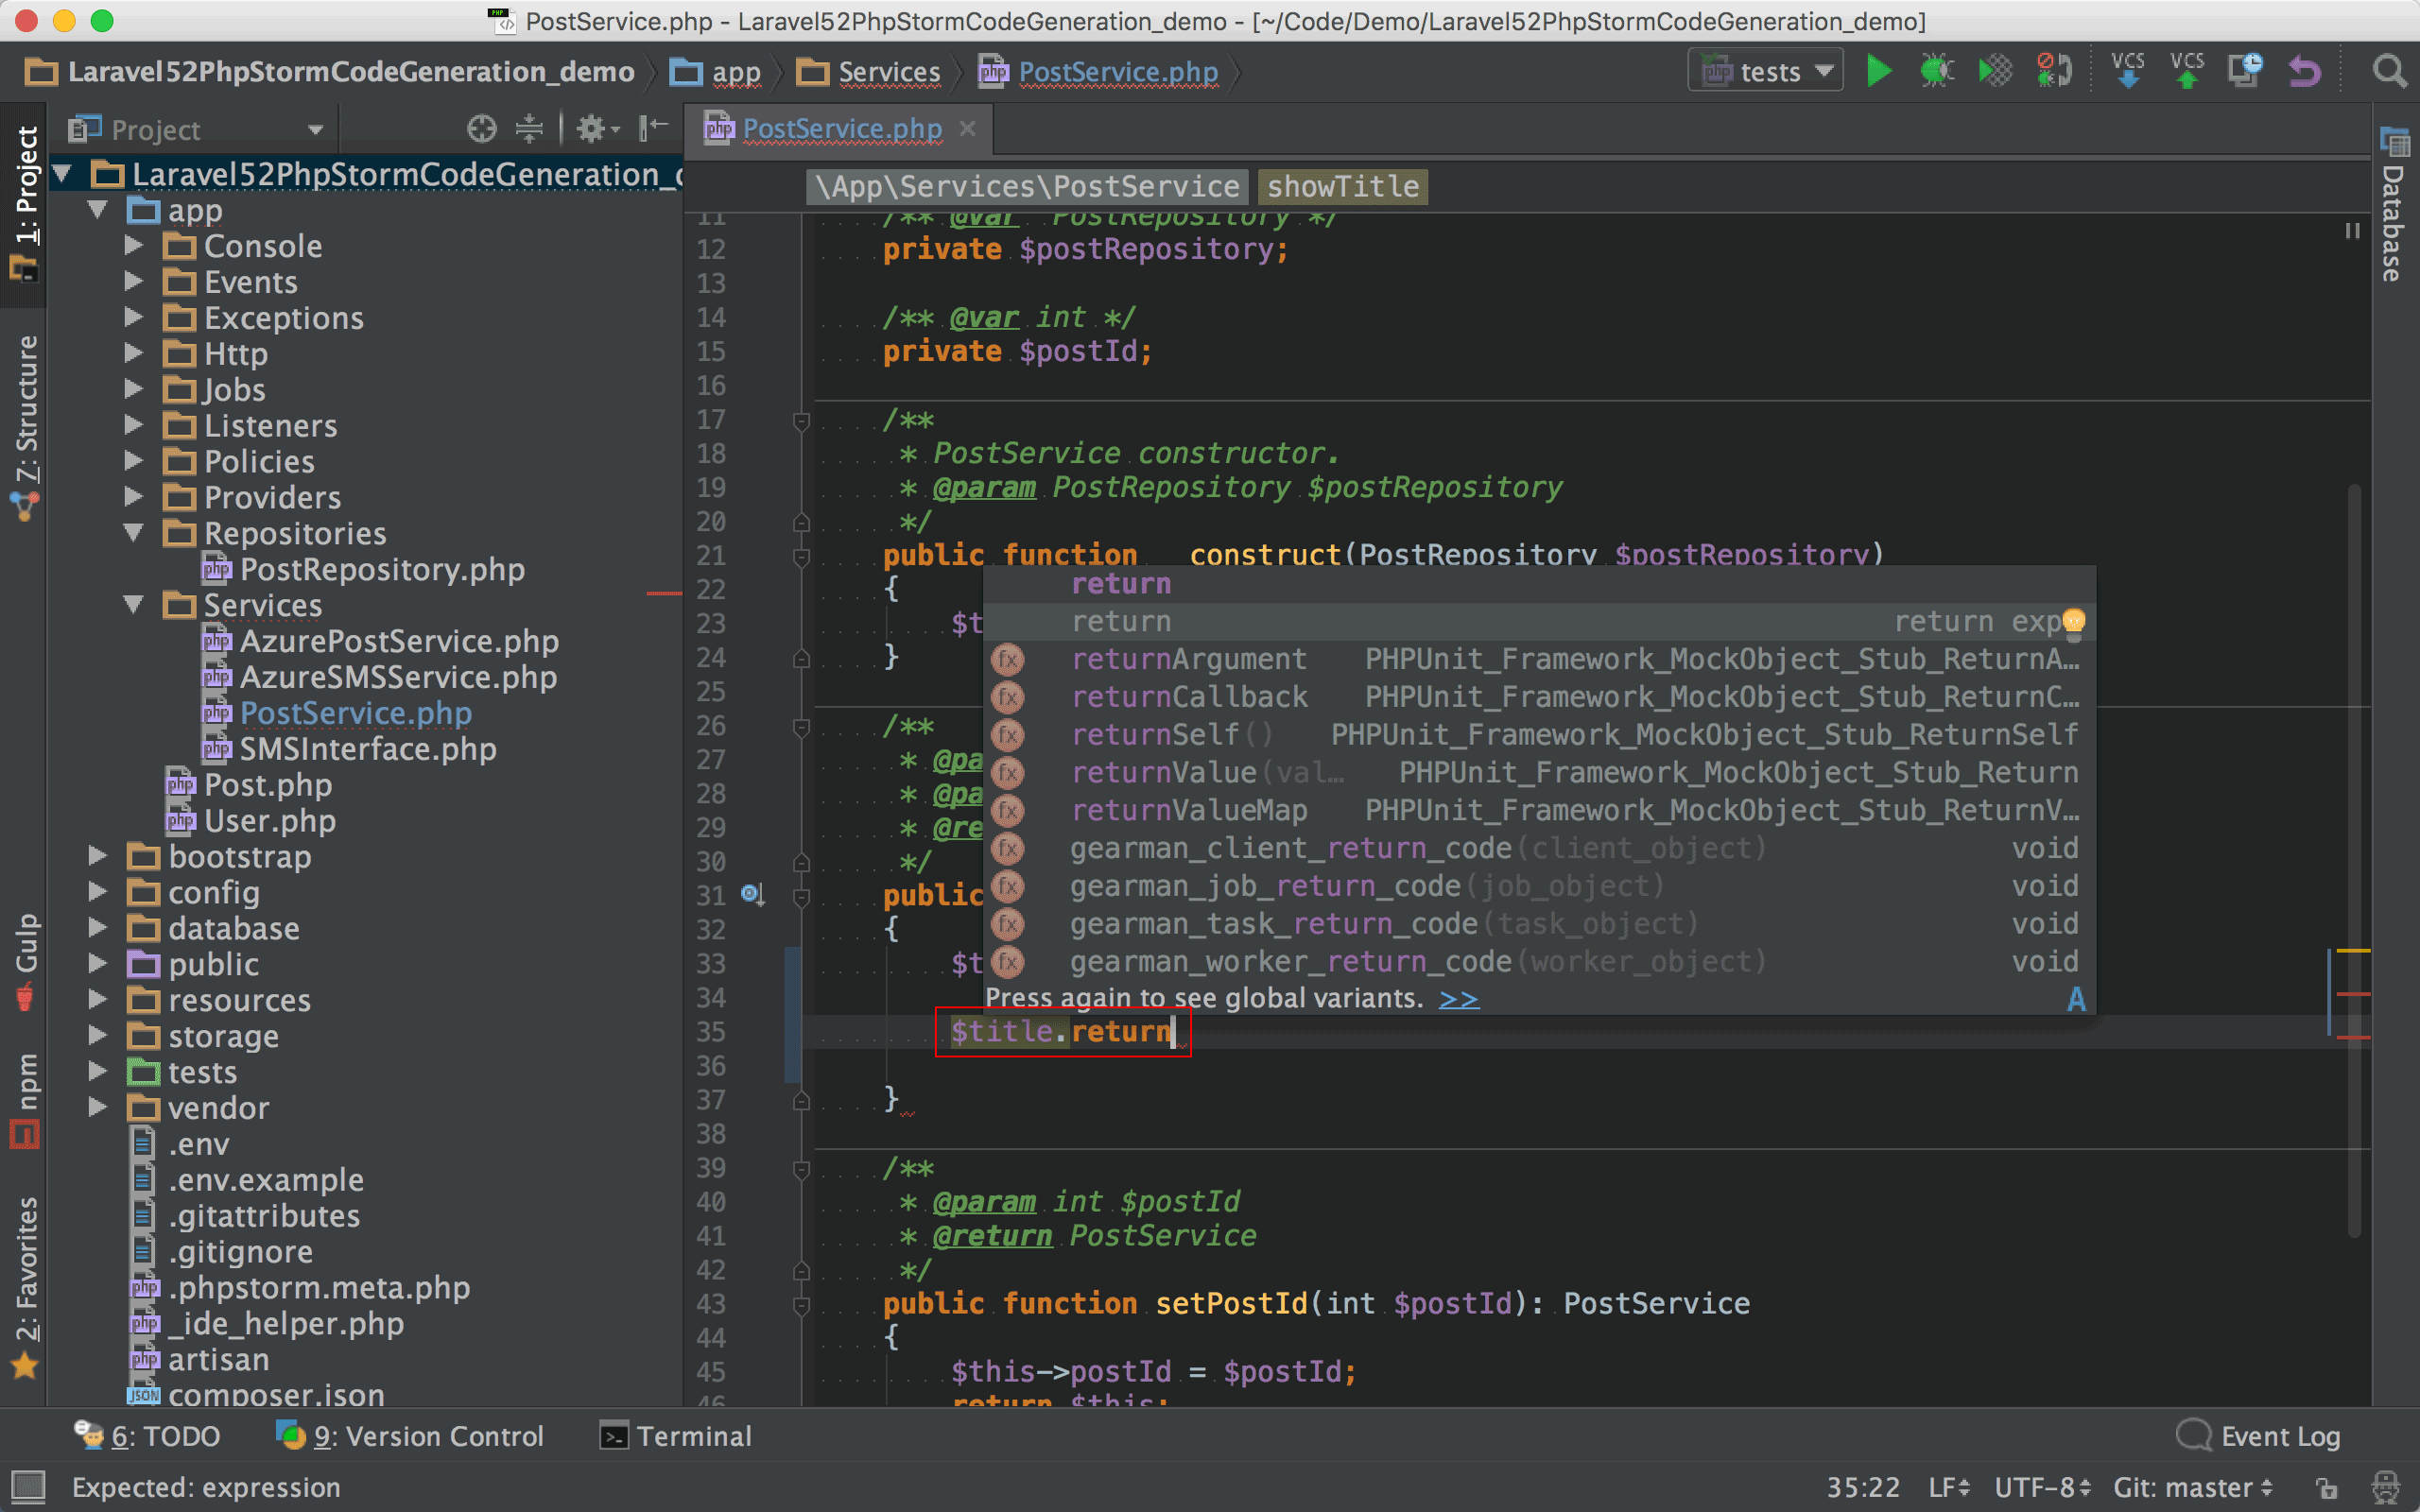 PostService.php - Laravel52PhpStormCodeGeneration_demo - [~/Code/Demo/Laravel52PhpStormCodeGeneration_demo]
Laravel52PhpStormCodeGeneration_demo app Services PostService.php tests VCS VCS
1: Project
7: Structure
Gulp
npm
2: Favorites
Project
Laravel52PhpStormCodeGeneration_
app
Console
Events
Exceptions
Http
Jobs
Listeners
Policies
Providers
Repositories
PostRepository.php
Services
AzurePostService.php
AzureSMSService.php
PostService.php
SMSInterface.php
Post.php
User.php
bootstrap
config
database
public
resources
storage
tests
vendor
.env
.env.example
.gitattributes
.gitignore
.phpstorm.meta.php
_ide_helper.php
artisan
composer.json
PostService.php
\App\Services\PostService showTitle
11 /** @var PostRepository */
12 private $postRepository;
13
14 /** @var int */
15 private $postId;
16
17 /**
18 * PostService constructor.
19 * @param PostRepository $postRepository
20 */
21 public function __construct(PostRepository $postRepository)
22 {
23 $t
24 }
25
26 /**
27 * @pa
28 * @pa
29 * @re
30 */
31 public
32 {
33 $t
34
35 $title.return
36
37 }
38
39 /**
40 * @param int $postId
41 * @return PostService
42 */
43 public function setPostId(int $postId): PostService
44 {
45 $this->postId = $postId;
46 return $this;
return
return return exp
returnArgument PHPUnit_Framework_MockObject_Stub_ReturnA…
returnCallback PHPUnit_Framework_MockObject_Stub_ReturnC…
returnSelf() PHPUnit_Framework_MockObject_Stub_ReturnSelf
returnValue(val… PHPUnit_Framework_MockObject_Stub_Return
returnValueMap PHPUnit_Framework_MockObject_Stub_ReturnV…
gearman_client_return_code(client_object) void
gearman_job_return_code(job_object) void
gearman_task_return_code(task_object) void
gearman_worker_return_code(worker_object) void
Press again to see global variants. >>
Database
6: TODO 9: Version Control Terminal Event Log
Expected: expression 35:22 LF UTF-8 Git: master